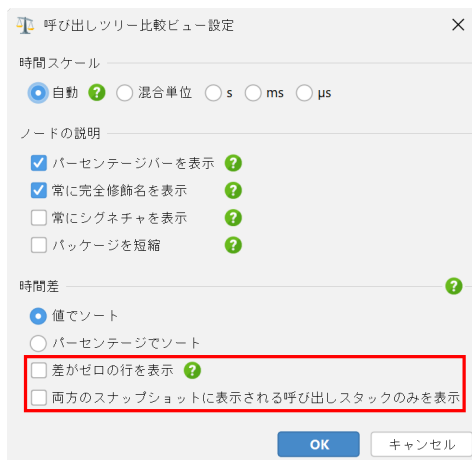 呼び出しツリー比較ビュー設定
時間スケール
自動 ? 混合単位 s ms μs
ノードの説明
パーセンテージバーを表示 ?
常に完全修飾名を表示 ?
常にシグネチャを表示 ?
パッケージを短縮 ?
時間差 ?
値でソート
パーセンテージでソート
差がゼロの行を表示 ?
両方のスナップショットに表示される呼び出しスタックのみを表示
OK キャンセル